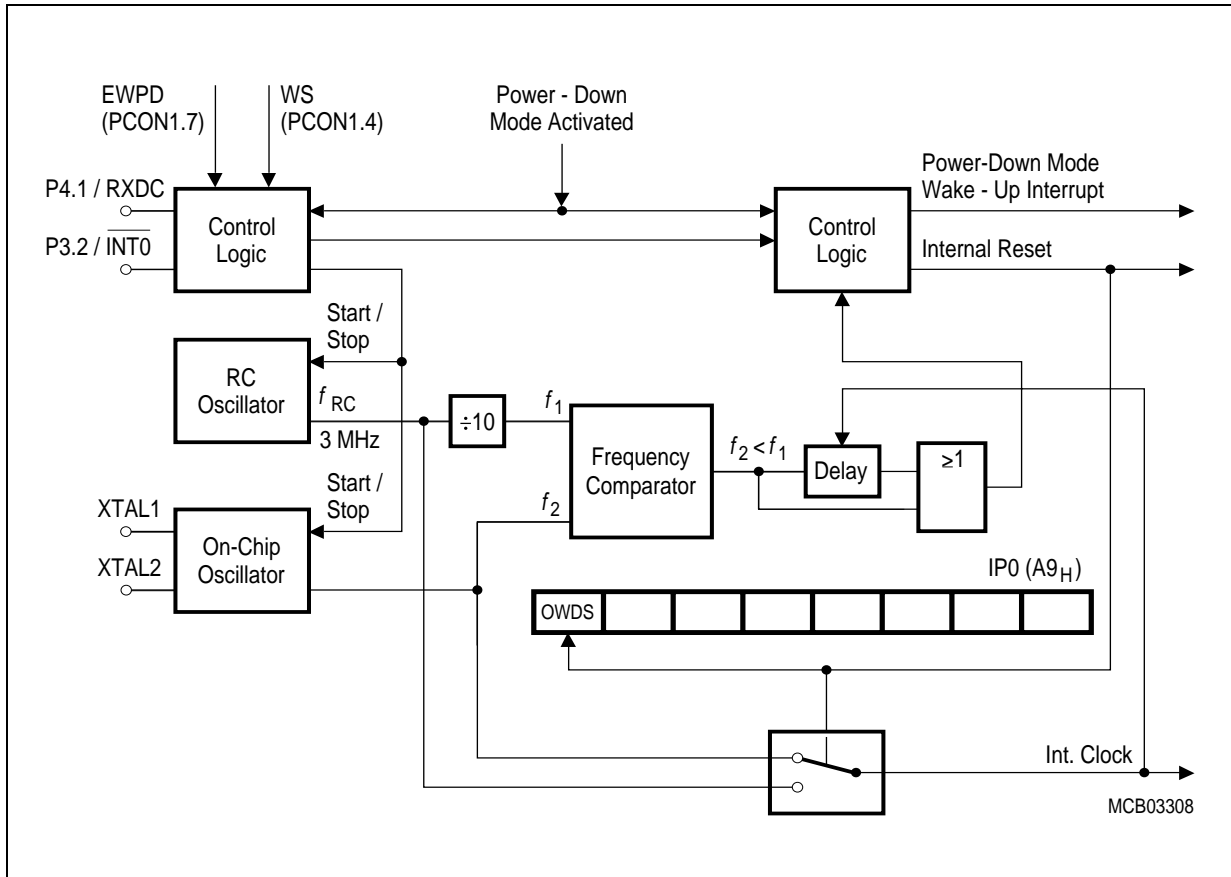 EWPD
(PCON1.7)
WS
(PCON1.4)
Power - Down
Mode Activated
P4.1 / RXDC
P3.2 / INT0
Control
Logic
Control
Logic
Power-Down Mode
Wake - Up Interrupt
Internal Reset
Start /
Stop
RC
Oscillator
f RC
3 MHz
÷10
f1
Frequency
Comparator
f2 < f1
Delay
≥1
Start /
Stop
f2
XTAL1
XTAL2
On-Chip
Oscillator
IP0 (A9H)
OWDS
Int. Clock
MCB03308